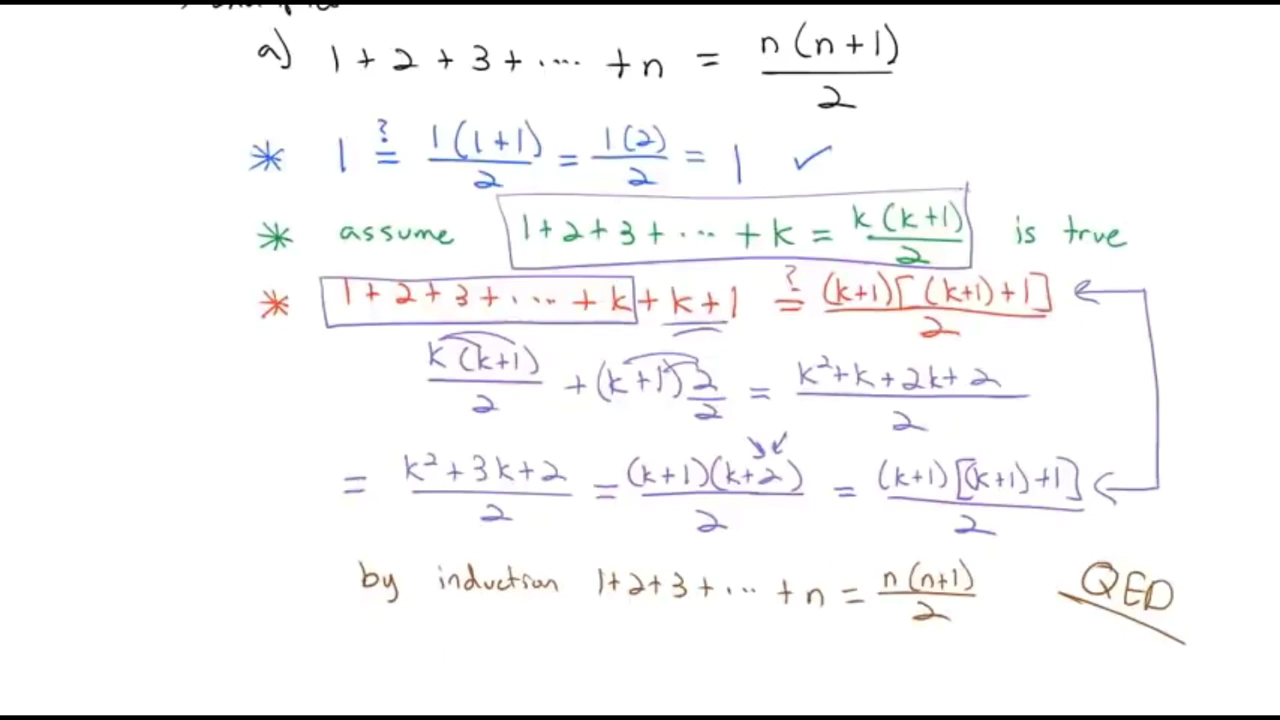 a) 1 + 2 + 3 + .... + n = n(n+1)/2
* 1 ≟ 1(1+1)/2 = 1(2)/2 = 1 ✓
* assume 1+2+3+ ... + k = k(k+1)/2 is true
* 1+2+3+ ... + k + k+1 ≟ (k+1)[(k+1)+1]/2
k(k+1)/2 + (k+1)2/2 = k²+k+2k+2/2
= k²+3k+2/2 = (k+1)(k+2)/2 = (k+1)[(k+1)+1]/2
by induction 1+2+3+ ... + n = n(n+1)/2 QED